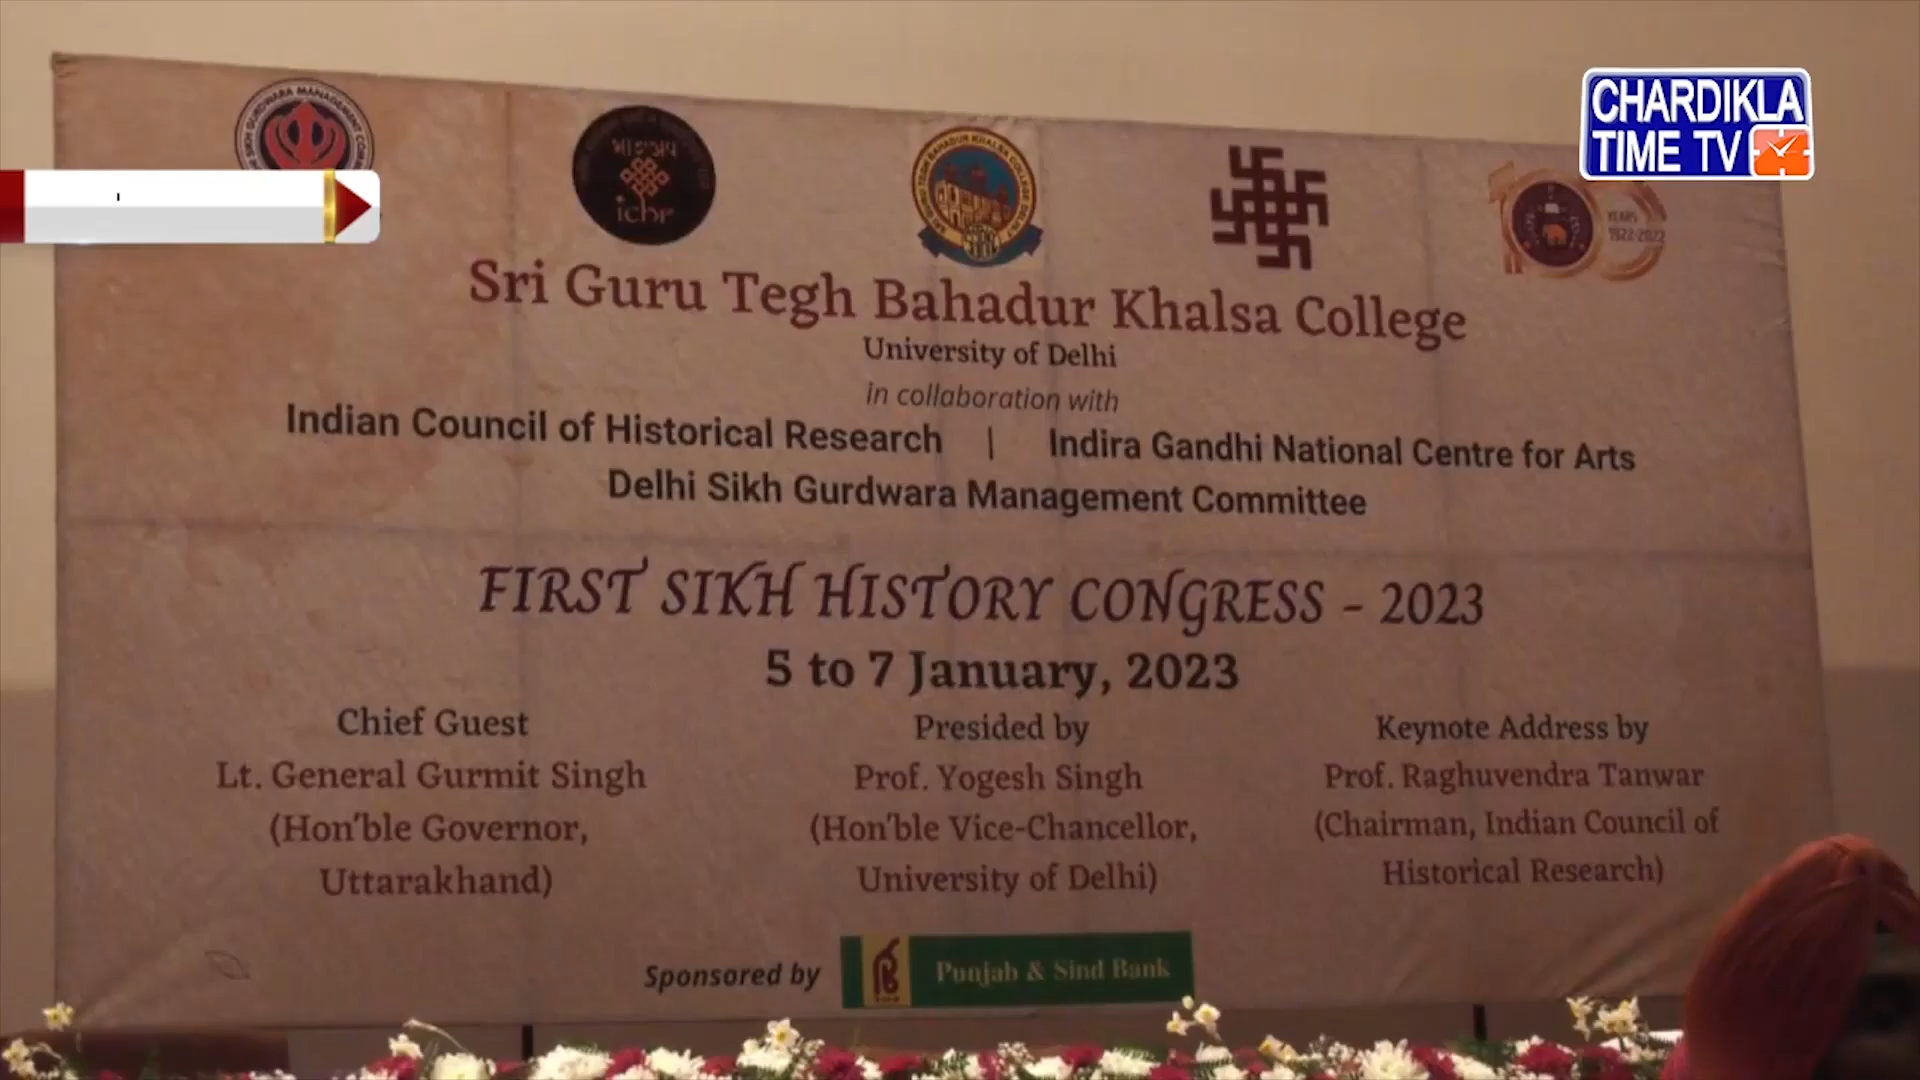 CHARDIKLA
TIME TV
ichr
YEARS
1922-2022
Sri Guru Tegh Bahadur Khalsa College
University of Delhi
In collaboration with
Indian Council of Historical Research | Indira Gandhi National Centre for Arts
Delhi Sikh Gurdwara Management Committee
FIRST SIKH HISTORY CONGRESS - 2023
5 to 7 January, 2023
Chief Guest
Lt. General Gurmit Singh
(Hon'ble Governor,
Uttarakhand)
Presided by
Prof. Yogesh Singh
(Hon'ble Vice-Chancellor,
University of Delhi)
Keynote Address by
Prof. Raghuvendra Tanwar
(Chairman, Indian Council of
Historical Research)
Sponsored by
Punjab & Sind Bank